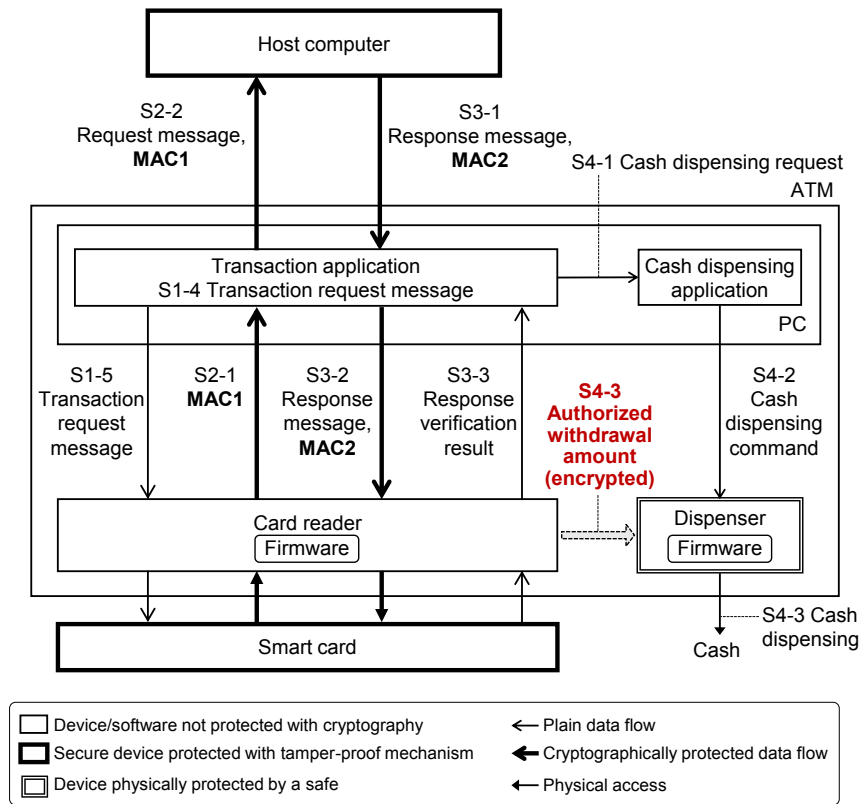 Host computer
S2-2
Request message,
MAC1
S3-1
Response message,
MAC2
S4-1 Cash dispensing request
ATM
Transaction application
S1-4 Transaction request message
Cash dispensing
application
PC
S1-5
Transaction
request
message
S2-1
MAC1
S3-2
Response
message,
MAC2
S3-3
Response
verification
result
S4-3
Authorized
withdrawal
amount
(encrypted)
S4-2
Cash
dispensing
command
Card reader
Firmware
Dispenser
Firmware
Smart card
S4-3 Cash
dispensing
Cash
Device/software not protected with cryptography
Plain data flow
Secure device protected with tamper-proof mechanism
Cryptographically protected data flow
Device physically protected by a safe
Physical access